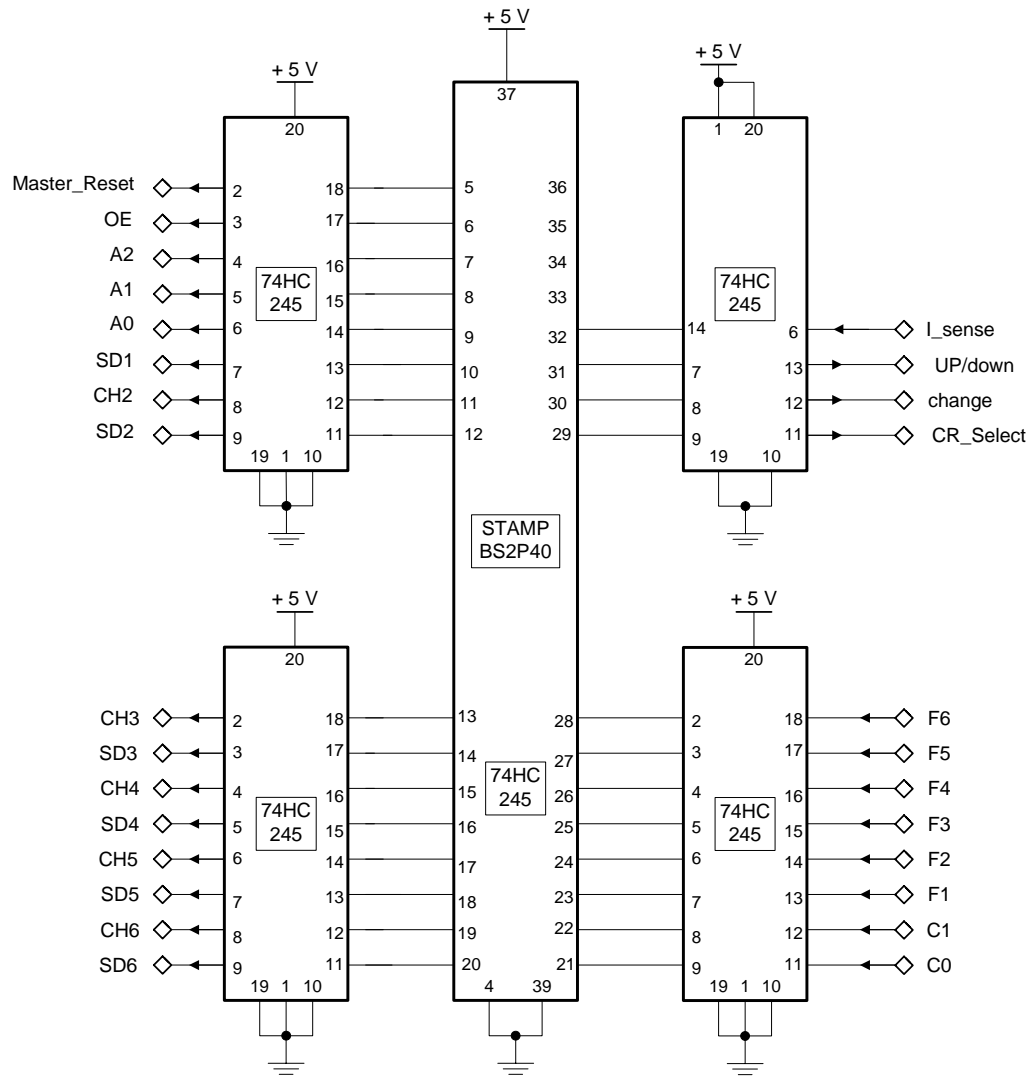 + 5 V
+ 5 V
+ 5 V
37
20
1 20
Master_Reset 2 18 5 36
OE 3 17 6 35
A2 4 16 7 34
A1 5 15 8 33
74HC
245
74HC
245
A0 6 14 9 32 14 6 I_sense
SD1 7 13 10 31 7 13 UP/down
CH2 8 12 11 30 8 12 change
SD2 9 11 12 29 9 11 CR_Select
19 1 10
19 10
STAMP
BS2P40
+ 5 V
+ 5 V
20
20
CH3 2 18 13 28 2 18 F6
SD3 3 17 14 27 3 17 F5
CH4 4 16 15 26 4 16 F4
74HC
245
74HC
245
74HC
245
SD4 5 15 16 25 5 15 F3
CH5 6 14 17 24 6 14 F2
SD5 7 13 18 23 7 13 F1
CH6 8 12 19 22 8 12 C1
SD6 9 11 20 21 9 11 C0
19 1 10
4 39
19 1 10